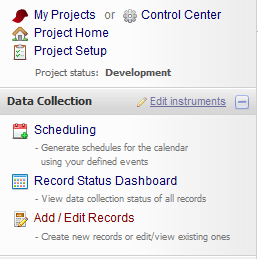 My Projects or Control Center
Project Home
Project Setup
Project status: Development
Data Collection Edit instruments
Scheduling
- Generate schedules for the calendar
using your defined events
Record Status Dashboard
- View data collection status of all records
Add / Edit Records
- Create new records or edit/view existing ones